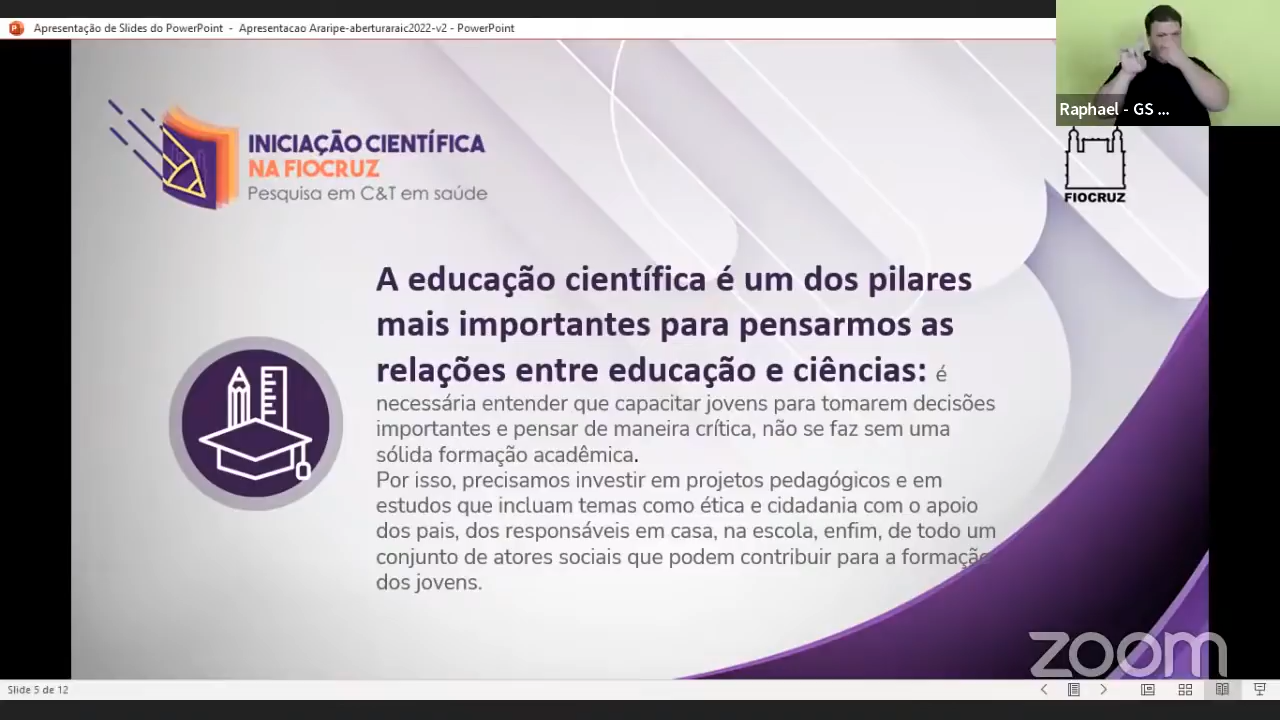 Apresentação de Slides do PowerPoint - Apresentacao Araripe-aberturaraic2022-v2 - PowerPoint
Raphael - GS ...
INICIAÇÃO CIENTÍFICA
NA FIOCRUZ
Pesquisa em C&T em saúde
FIOCRUZ
A educação científica é um dos pilares
mais importantes para pensarmos as
relações entre educação e ciências: é
necessária entender que capacitar jovens para tomarem decisões
importantes e pensar de maneira crítica, não se faz sem uma
sólida formação acadêmica.
Por isso, precisamos investir em projetos pedagógicos e em
estudos que incluam temas como ética e cidadania com o apoio
dos pais, dos responsáveis em casa, na escola, enfim, de todo um
conjunto de atores sociais que podem contribuir para a formação
dos jovens.
zoom
Slide 5 de 12